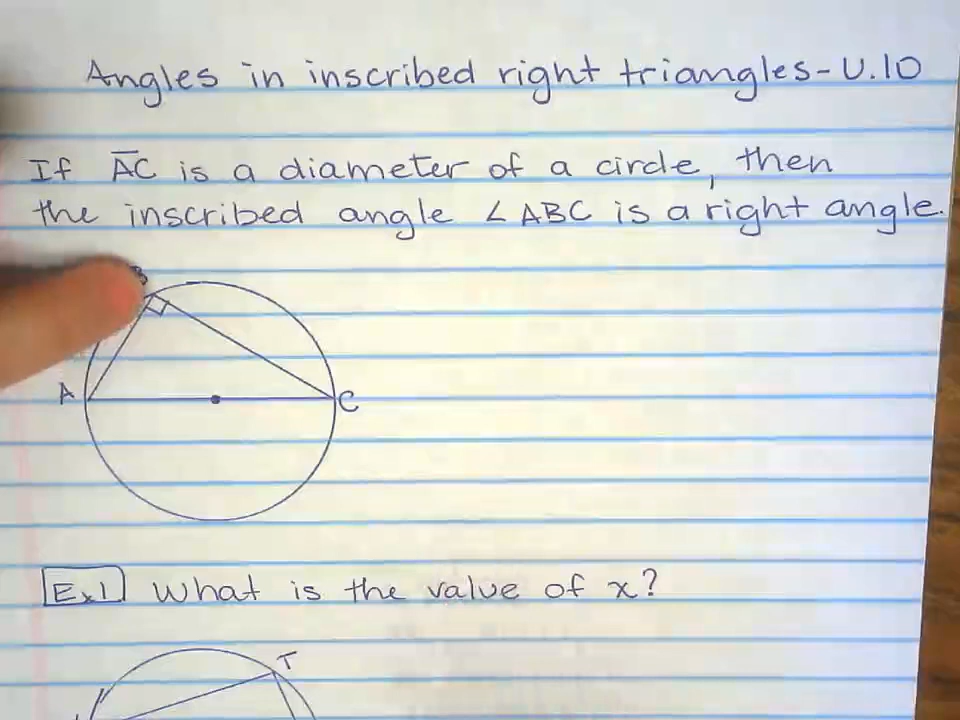 Angles in inscribed right triangles-U.10
If A̅C̅ is a diameter of a circle, then
the inscribed angle ∠ABC is a right angle.
B
A
C
Ex1 What is the value of x?
T